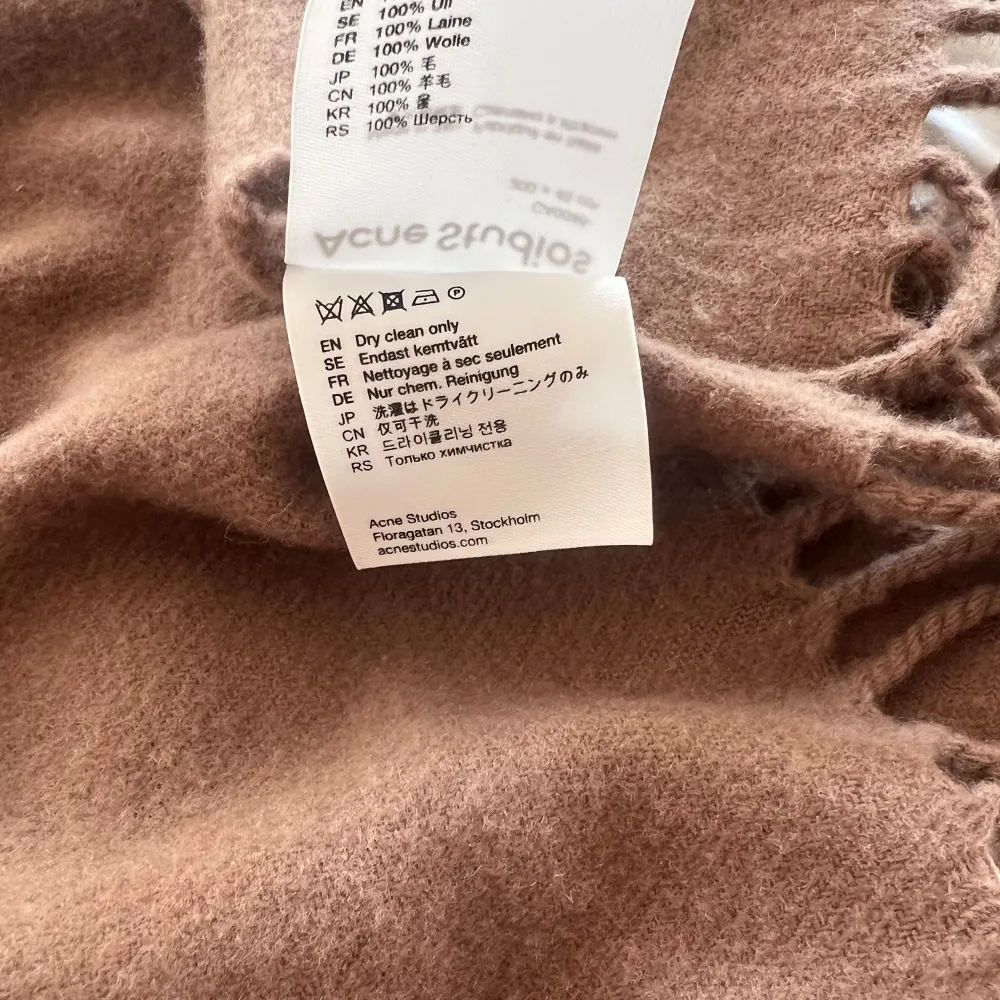 EN
SE 100% Ull
FR 100% Laine
DE 100% Wolle
JP 100% 毛
CN 100% 羊毛
KR 100%
RS 100% Шерсть
Acne Studios
P
EN Dry clean only
SE Endast kemtvätt
FR Nettoyage à sec seulement
DE Nur chem. Reinigung
JP 洗濯はドライクリーニングのみ
CN 仅可干洗
KR 드라이클리닝 전용
RS Только химчистка
Acne Studios
Floragatan 13, Stockholm
acnestudios.com